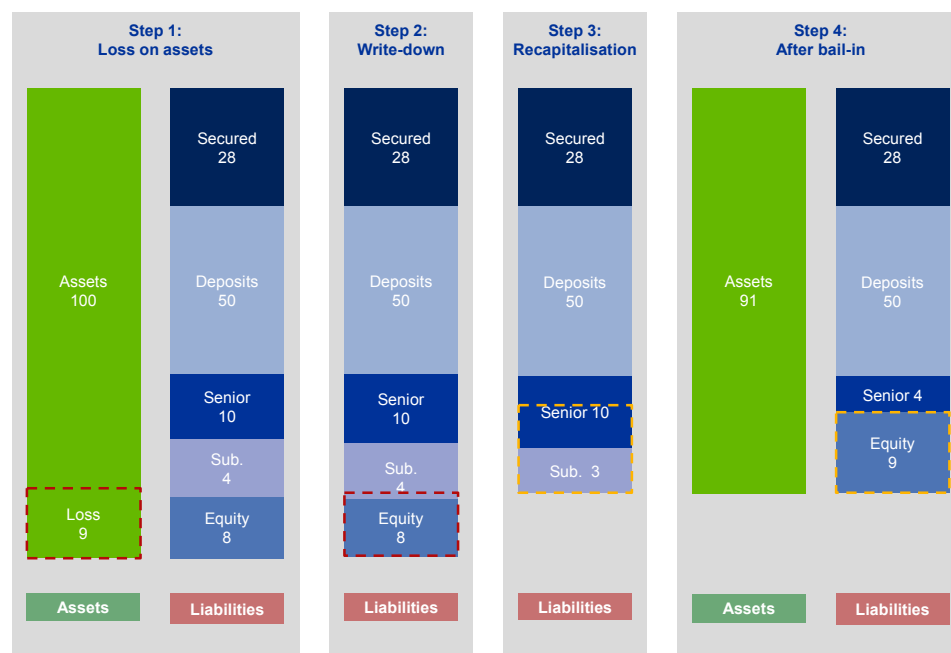 Step 1:
Loss on assets
Assets
100
Loss
9
Assets
Secured
28
Deposits
50
Senior
10
Sub.
4
Equity
8
Liabilities
Step 2:
Write-down
Secured
28
Deposits
50
Senior
10
Sub.
4
Equity
8
Liabilities
Step 3:
Recapitalisation
Secured
28
Deposits
50
Senior 10
Sub. 3
Liabilities
Step 4:
After bail-in
Assets
91
Assets
Secured
28
Deposits
50
Senior 4
Equity
9
Liabilities